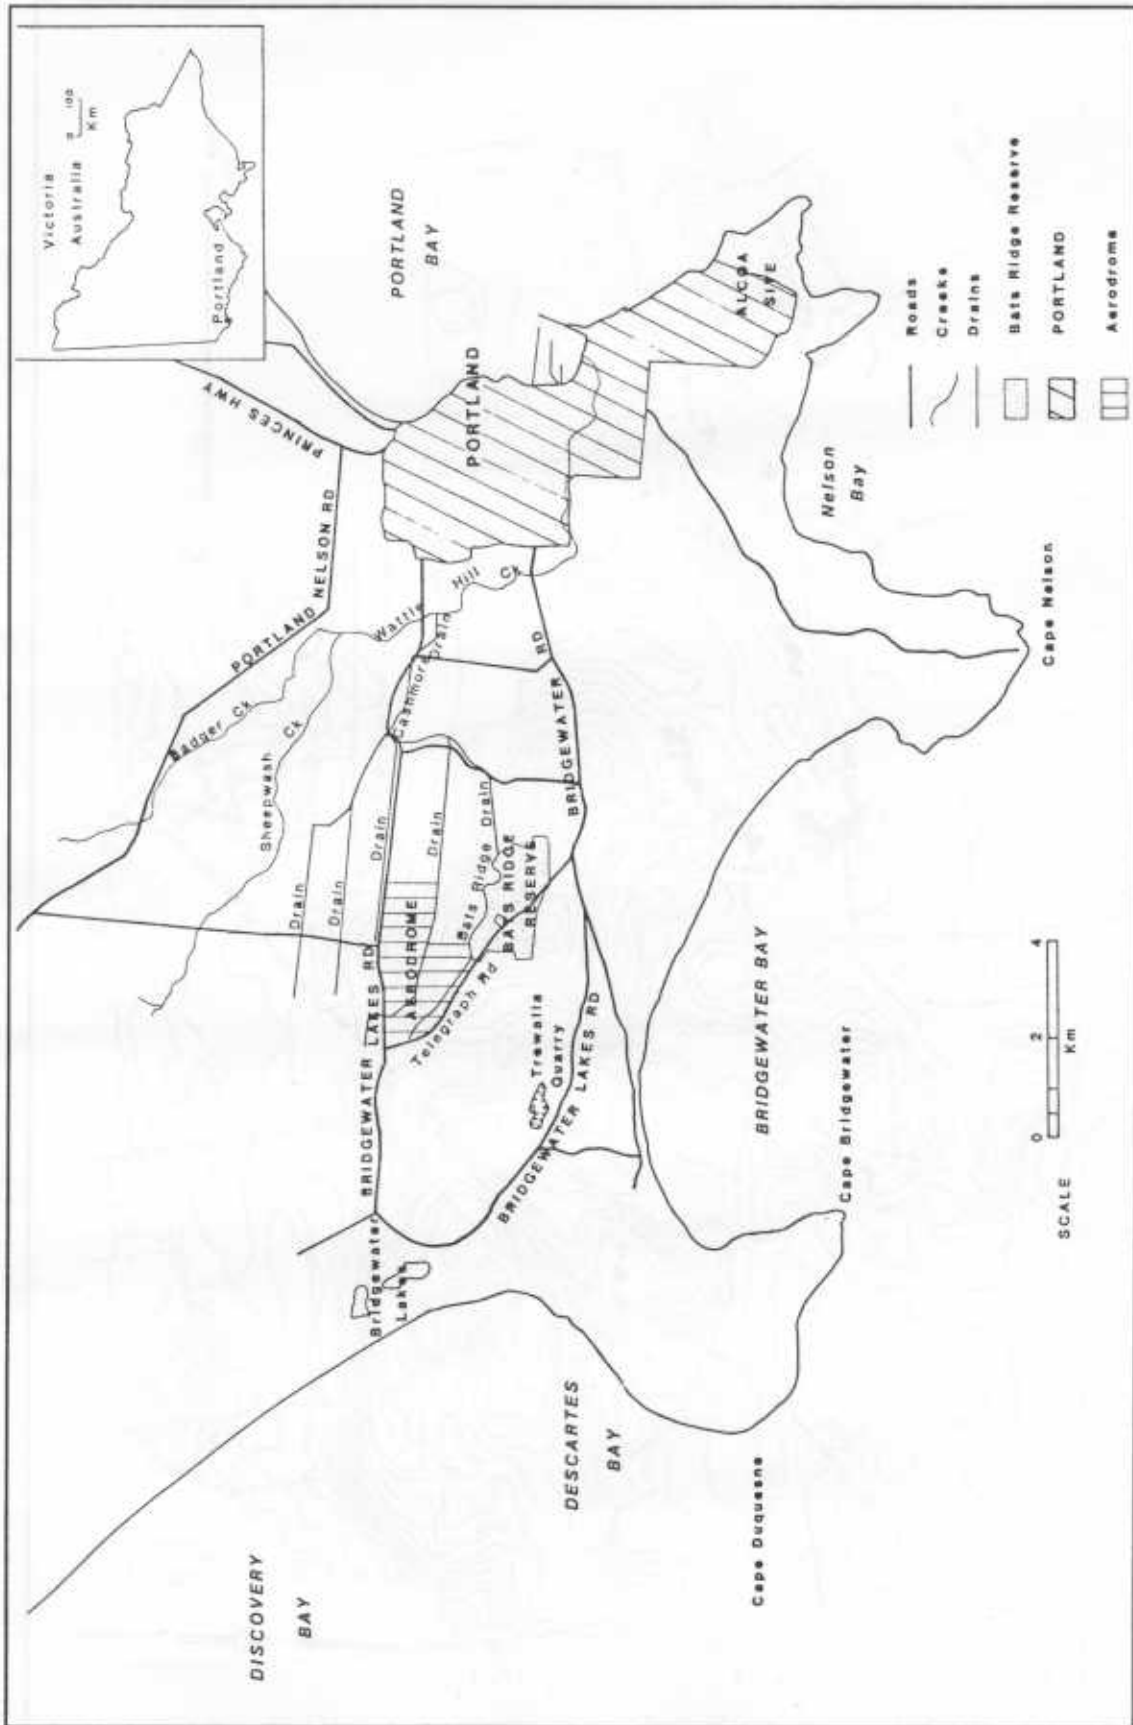 Victoria
Australia
0 100
Km
Portland
DISCOVERY
BAY
DESCARTES
BAY
PORTLAND
BAY
PRINCES HWY
PORTLAND NELSON RD
Badger Ck
Sheepwash Ck
Wattle Hill Ck
Drain
Drain
Drain
Drain
Cashmore Drain
Bridgewater
Lakes
BRIDGEWATER LAKES RD
AERODROME
Telegraph Rd
Bats Ridge Drain
BATS RIDGE
RESERVE
BRIDGEWATER RD
PORTLAND
ALCOA
SITE
Trewalla
Quarry
BRIDGEWATER LAKES RD
BRIDGEWATER BAY
Nelson
Bay
Cape Duquesne
Cape Bridgewater
Cape Nelson
SCALE
0 2 4
Km
Roads
Creeks
Drains
Bats Ridge Reserve
PORTLAND
Aerodrome